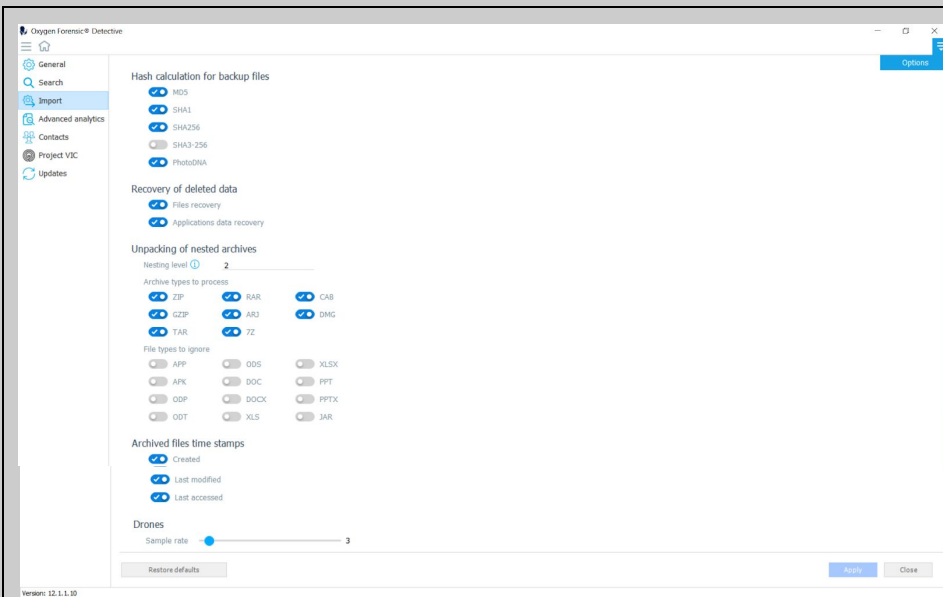 Oxygen Forensic® Detective
Options
General
Search
Import
Advanced analytics
Contacts
Project VIC
Updates
Hash calculation for backup files
MD5
SHA1
SHA256
SHA3-256
PhotoDNA
Recovery of deleted data
Files recovery
Applications data recovery
Unpacking of nested archives
Nesting level 2
Archive types to process
ZIP RAR CAB
GZIP ARJ DMG
TAR 7Z
File types to ignore
APP ODS XLSX
APK DOC PPT
ODP DOCX PPTX
ODT XLS JAR
Archived files time stamps
Created
Last modified
Last accessed
Drones
Sample rate 3
Restore defaults Apply Close
Version: 12.1.1.10